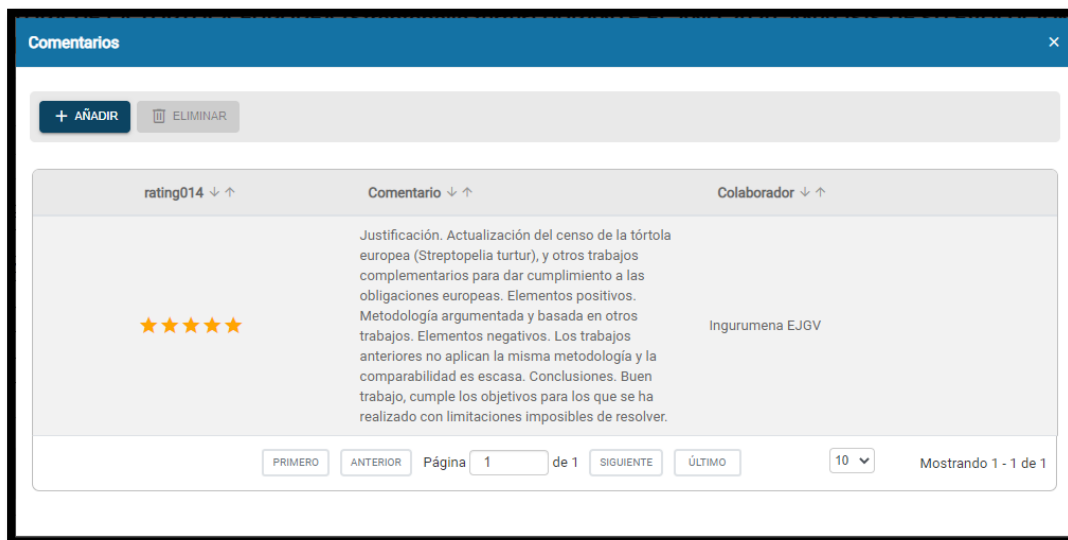 Comentarios ×
+ AÑADIR ELIMINAR
rating014 ↓ ↑ Comentario ↓ ↑ Colaborador ↓ ↑
Justificación. Actualización del censo de la tórtola
europea (Streptopelia turtur), y otros trabajos
complementarios para dar cumplimiento a las
obligaciones europeas. Elementos positivos.
Metodología argumentada y basada en otros
trabajos. Elementos negativos. Los trabajos
anteriores no aplican la misma metodología y la
comparabilidad es escasa. Conclusiones. Buen
trabajo, cumple los objetivos para los que se ha
realizado con limitaciones imposibles de resolver.
Ingurumena EJGV
PRIMERO ANTERIOR Página 1 de 1 SIGUIENTE ÚLTIMO 10 Mostrando 1 - 1 de 1